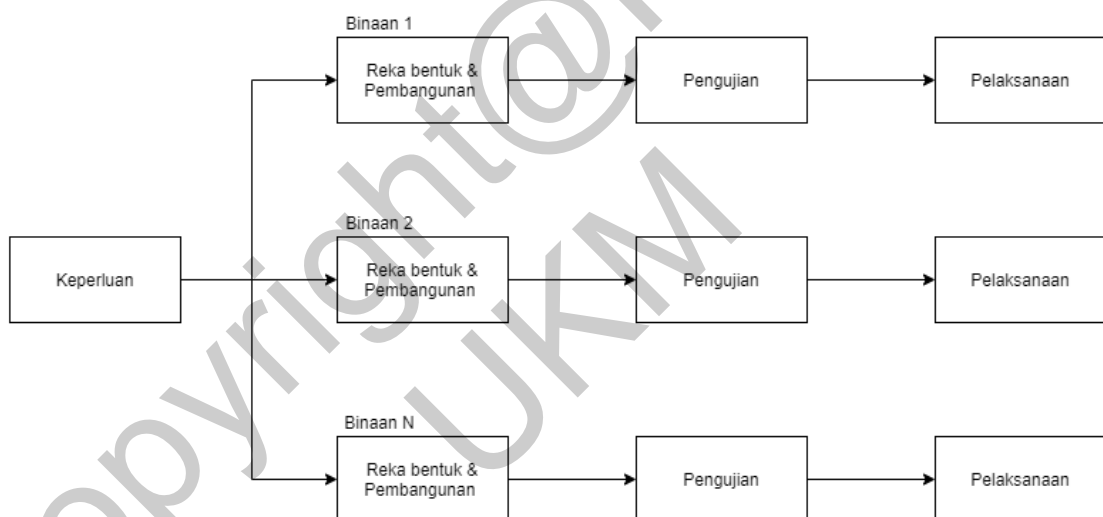 Binaan 1
Reka bentuk &
Pembangunan
Pengujian
Pelaksanaan
Binaan 2
Keperluan
Reka bentuk &
Pembangunan
Pengujian
Pelaksanaan
Binaan N
Reka bentuk &
Pembangunan
Pengujian
Pelaksanaan
opyright@
UKM